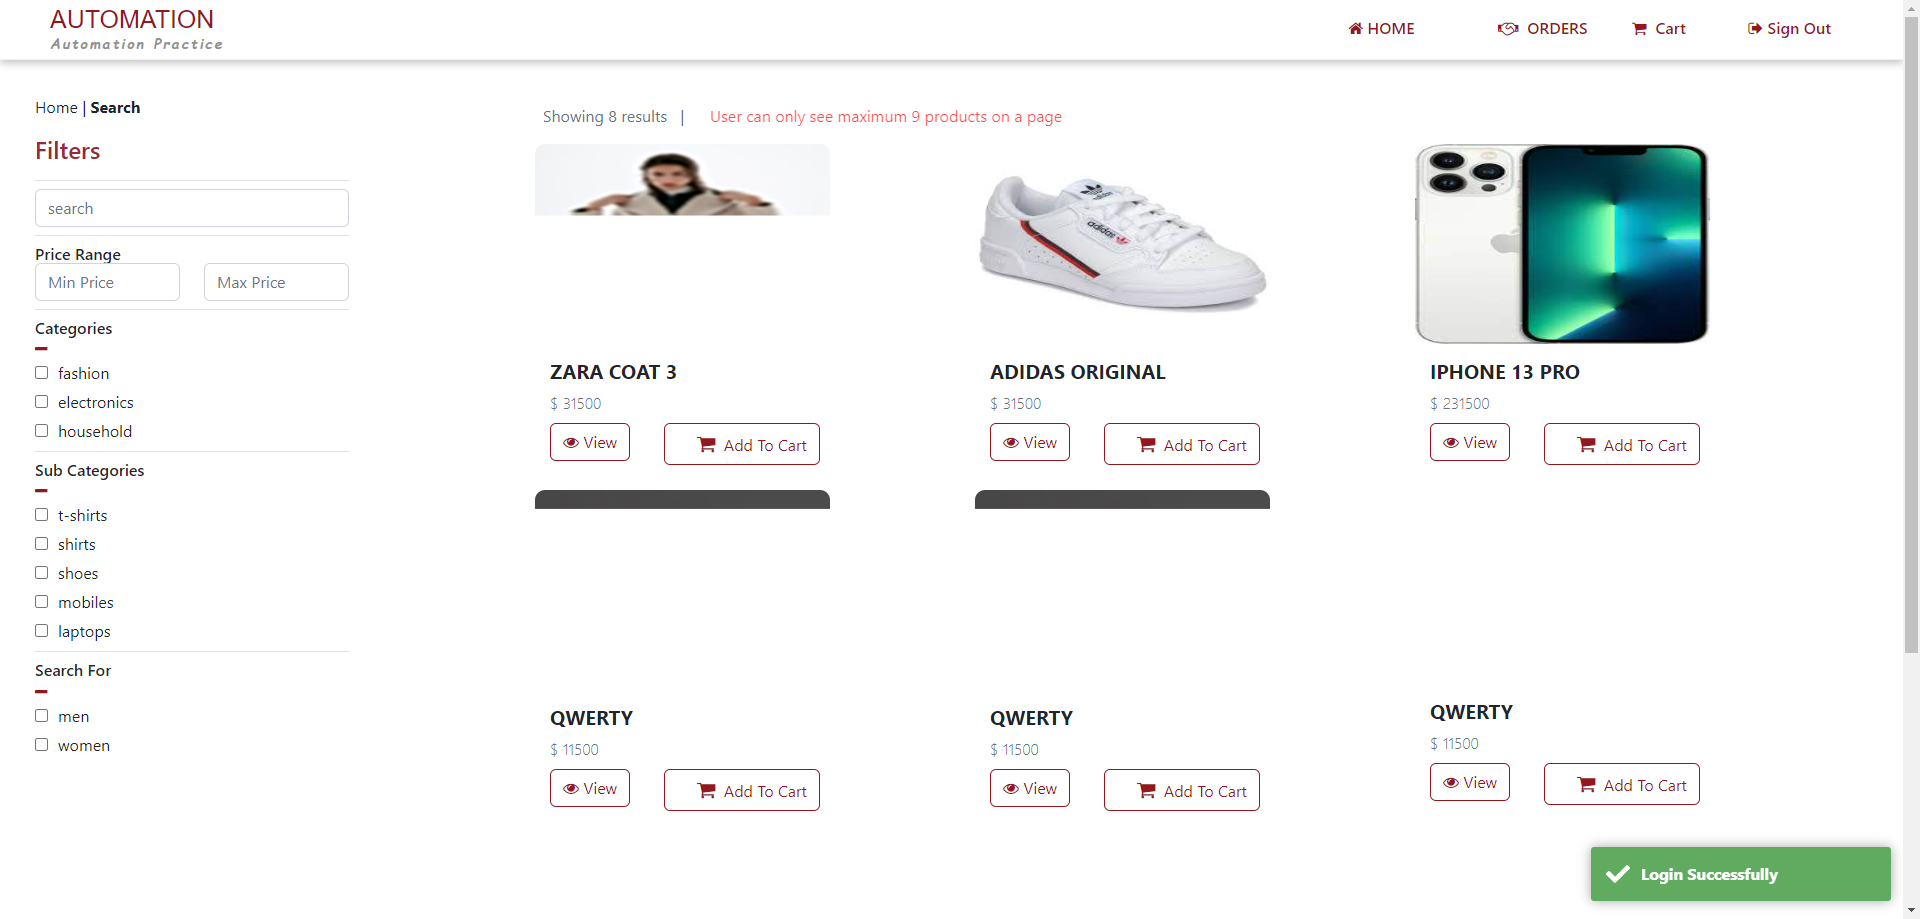 AUTOMATION
Automation Practice
HOME
ORDERS
Cart
Sign Out
Home | Search
Filters
search
Price Range
Min Price
Max Price
Categories
fashion
electronics
household
Sub Categories
t-shirts
shirts
shoes
mobiles
laptops
Search For
men
women
Showing 8 results |
User can only see maximum 9 products on a page
adidas
ZARA COAT 3
$ 31500
View
Add To Cart
ADIDAS ORIGINAL
$ 31500
View
Add To Cart
IPHONE 13 PRO
$ 231500
View
Add To Cart
QWERTY
$ 11500
View
Add To Cart
QWERTY
$ 11500
View
Add To Cart
QWERTY
$ 11500
View
Add To Cart
Login Successfully